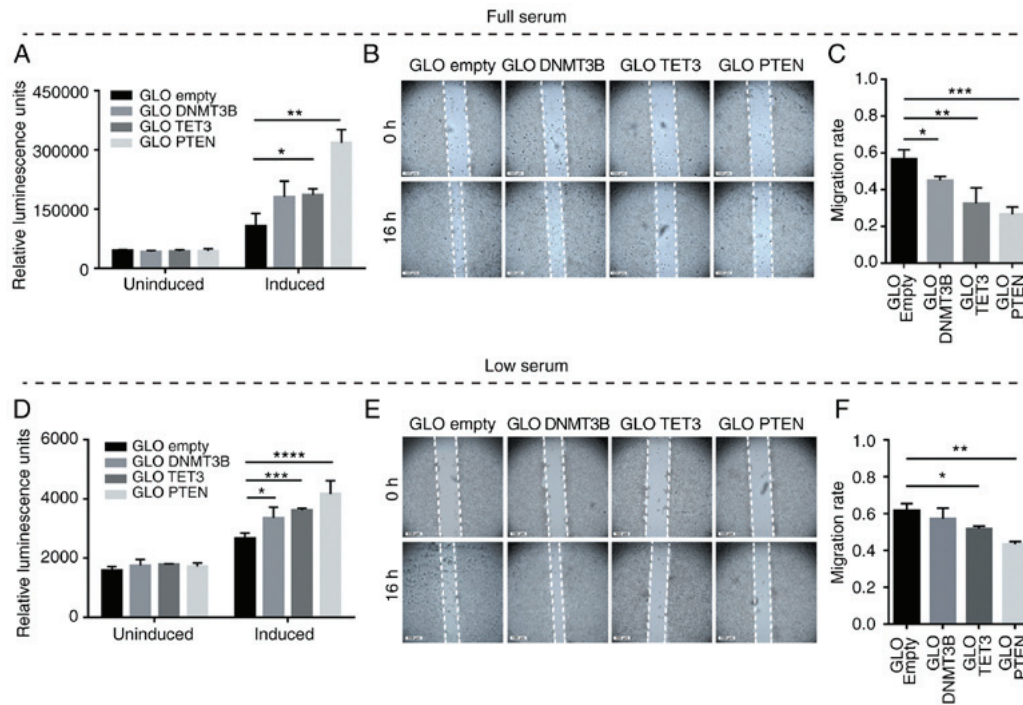 Full serum
A
Relative luminescence units
450000
300000
150000
0
GLO empty
GLO DNMT3B
GLO TET3
GLO PTEN
*
**
Uninduced
Induced
B
GLO empty GLO DNMT3B GLO TET3 GLO PTEN
0 h
16 h
C
Migration rate
1.0
0.8
0.6
0.4
0.2
0.0
***
**
*
GLO Empty
GLO DNMT3B
GLO TET3
GLO PTEN
Low serum
D
Relative luminescence units
6000
4000
2000
0
GLO empty
GLO DNMT3B
GLO TET3
GLO PTEN
****
***
*
Uninduced
Induced
E
GLO empty GLO DNMT3B GLO TET3 GLO PTEN
0 h
16 h
F
Migration rate
1.0
0.8
0.6
0.4
0.2
0.0
**
*
GLO Empty
GLO DNMT3B
GLO TET3
GLO PTEN